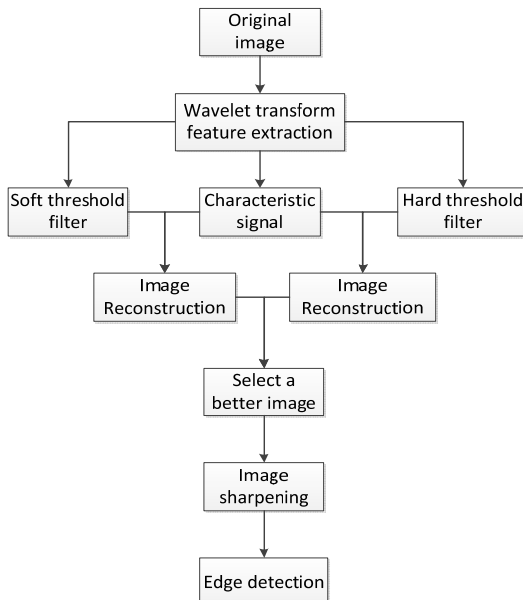 Original
image
Wavelet transform
feature extraction
Soft threshold
filter
Characteristic
signal
Hard threshold
filter
Image
Reconstruction
Image
Reconstruction
Select a
better image
Image
sharpening
Edge detection